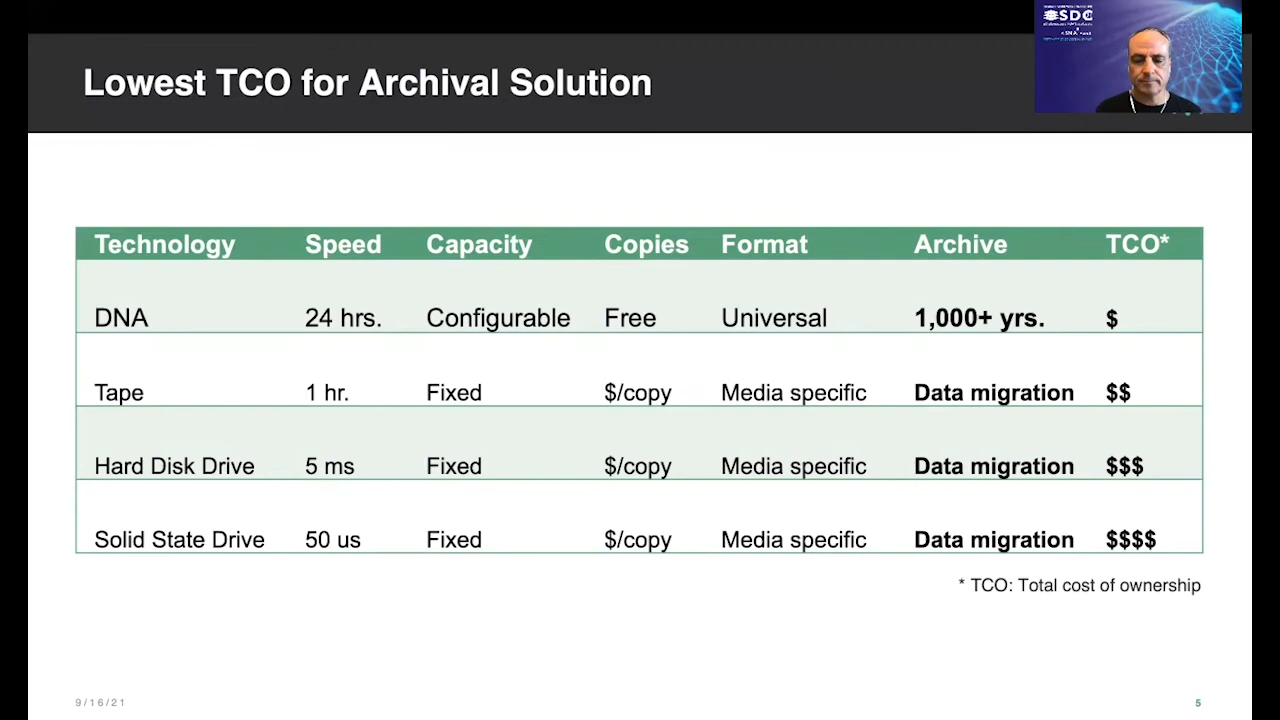 SDC
Lowest TCO for Archival Solution
Technology Speed Capacity Copies Format Archive TCO*
DNA 24 hrs. Configurable Free Universal 1,000+ yrs. $
Tape 1 hr. Fixed $/copy Media specific Data migration $$
Hard Disk Drive 5 ms Fixed $/copy Media specific Data migration $$$
Solid State Drive 50 us Fixed $/copy Media specific Data migration $$$$
* TCO: Total cost of ownership
9/16/21
5